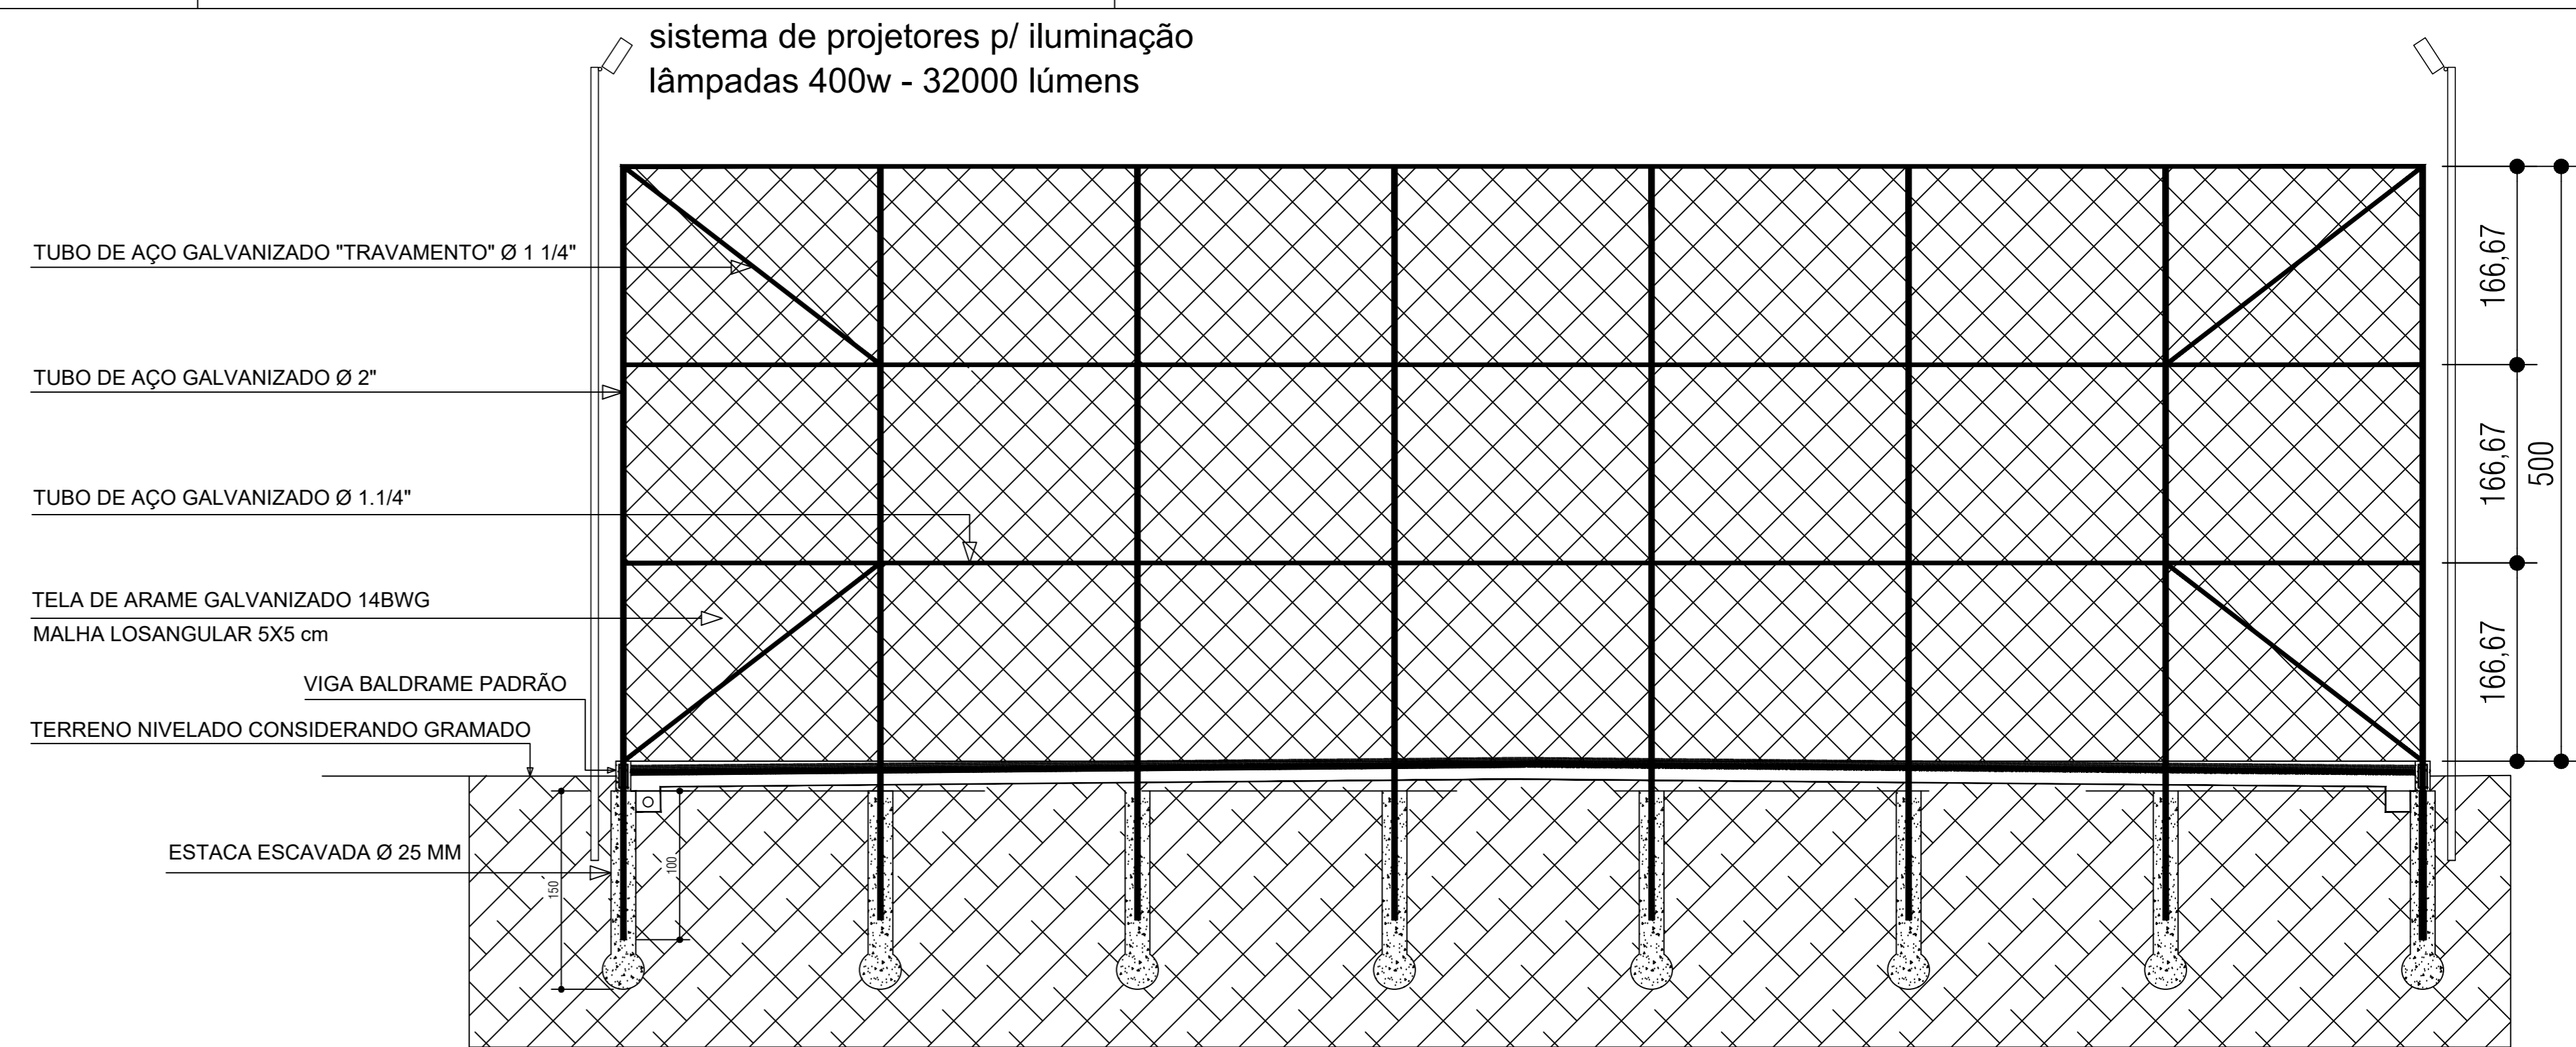 sistema de projetores p/ iluminação
lâmpadas 400w - 32000 lúmens
TUBO DE AÇO GALVANIZADO "TRAVAMENTO" Ø 1 1/4"
TUBO DE AÇO GALVANIZADO Ø 2"
TUBO DE AÇO GALVANIZADO Ø 1.1/4"
TELA DE ARAME GALVANIZADO 14BWG
MALHA LOSANGULAR 5X5 cm
VIGA BALDRAME PADRÃO
TERRENO NIVELADO CONSIDERANDO GRAMADO
ESTACA ESCAVADA Ø 25 MM
150
100
166,67
166,67
166,67
500